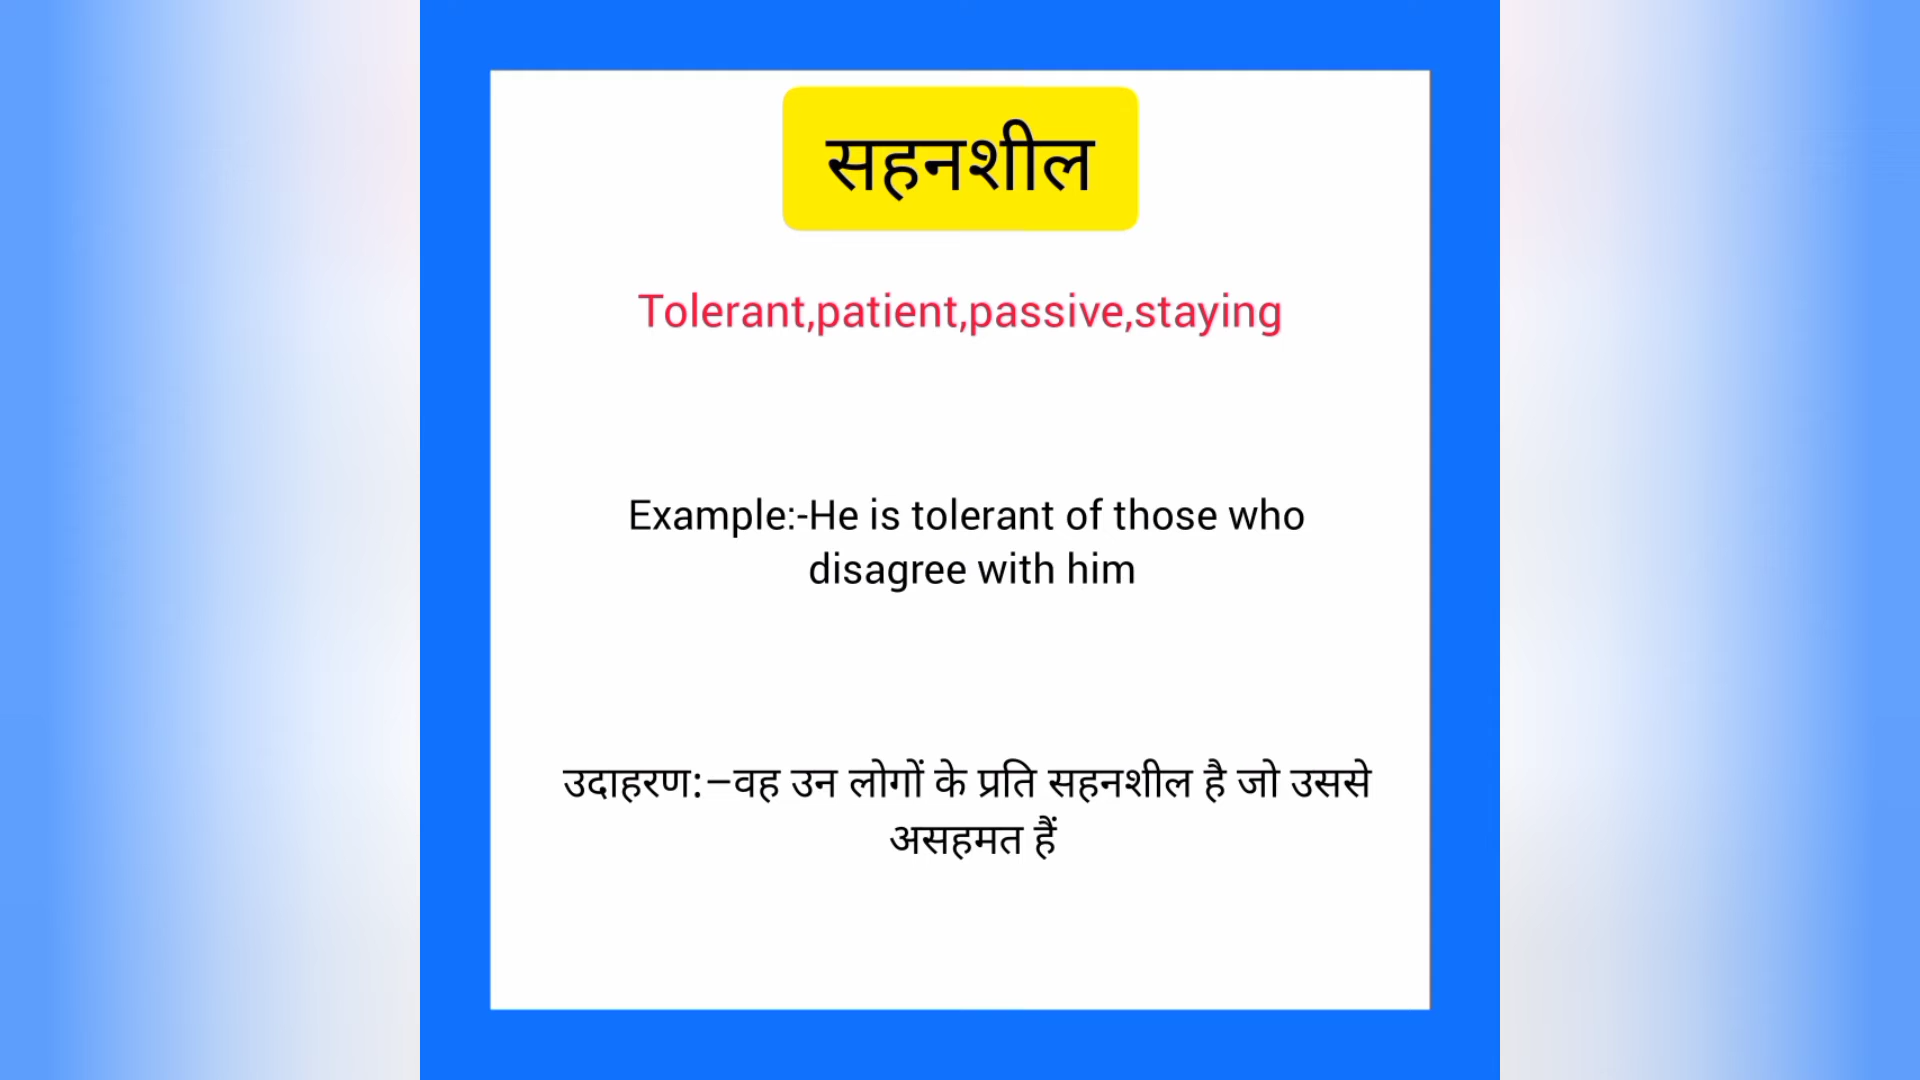 सहनशील
Tolerant,patient,passive,staying
Example:-He is tolerant of those who
disagree with him
उदाहरण:–वह उन लोगों के प्रति सहनशील है जो उससे
असहमत हैं